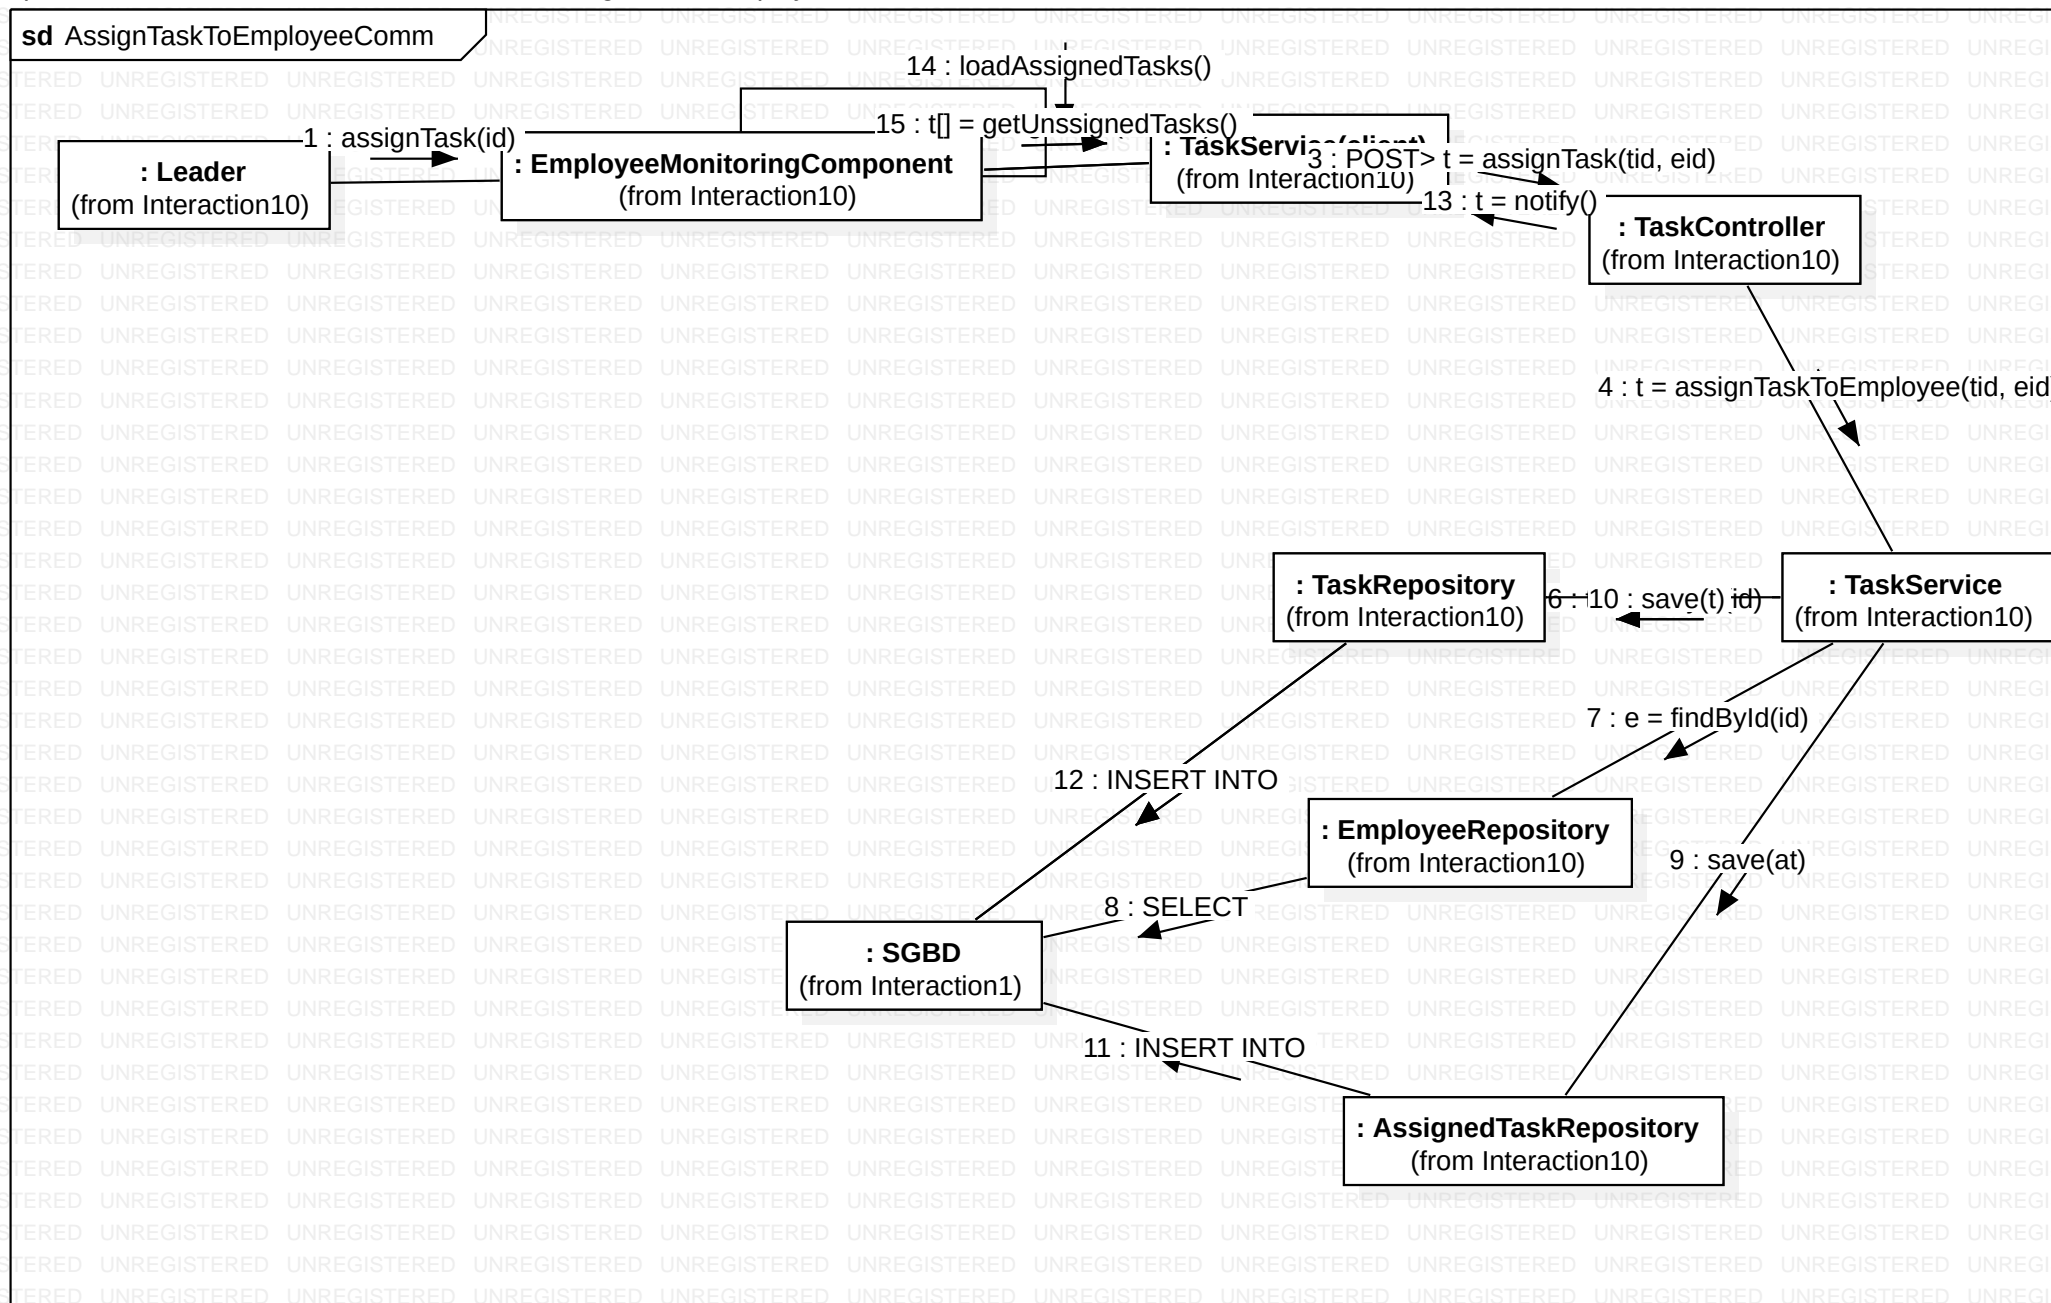 sd AssignTaskToEmployeeComm
14 : loadAssignedTasks()
15 : t[] = getUnssignedTasks()
1 : assignTask(id)
: Leader
(from Interaction10)
: EmployeeMonitoringComponent
(from Interaction10)
: TaskService(client)
(from Interaction10)
3 : POST> t = assignTask(tid, eid)
13 : t = notify()
: TaskController
(from Interaction10)
4 : t = assignTaskToEmployee(tid, eid
: TaskRepository
(from Interaction10)
6 :
10 : save(t)
id)
: TaskService
(from Interaction10)
7 : e = findById(id)
12 : INSERT INTO
: EmployeeRepository
(from Interaction10)
9 : save(at)
8 : SELECT
: SGBD
(from Interaction1)
11 : INSERT INTO
: AssignedTaskRepository
(from Interaction10)
UNREGISTERED